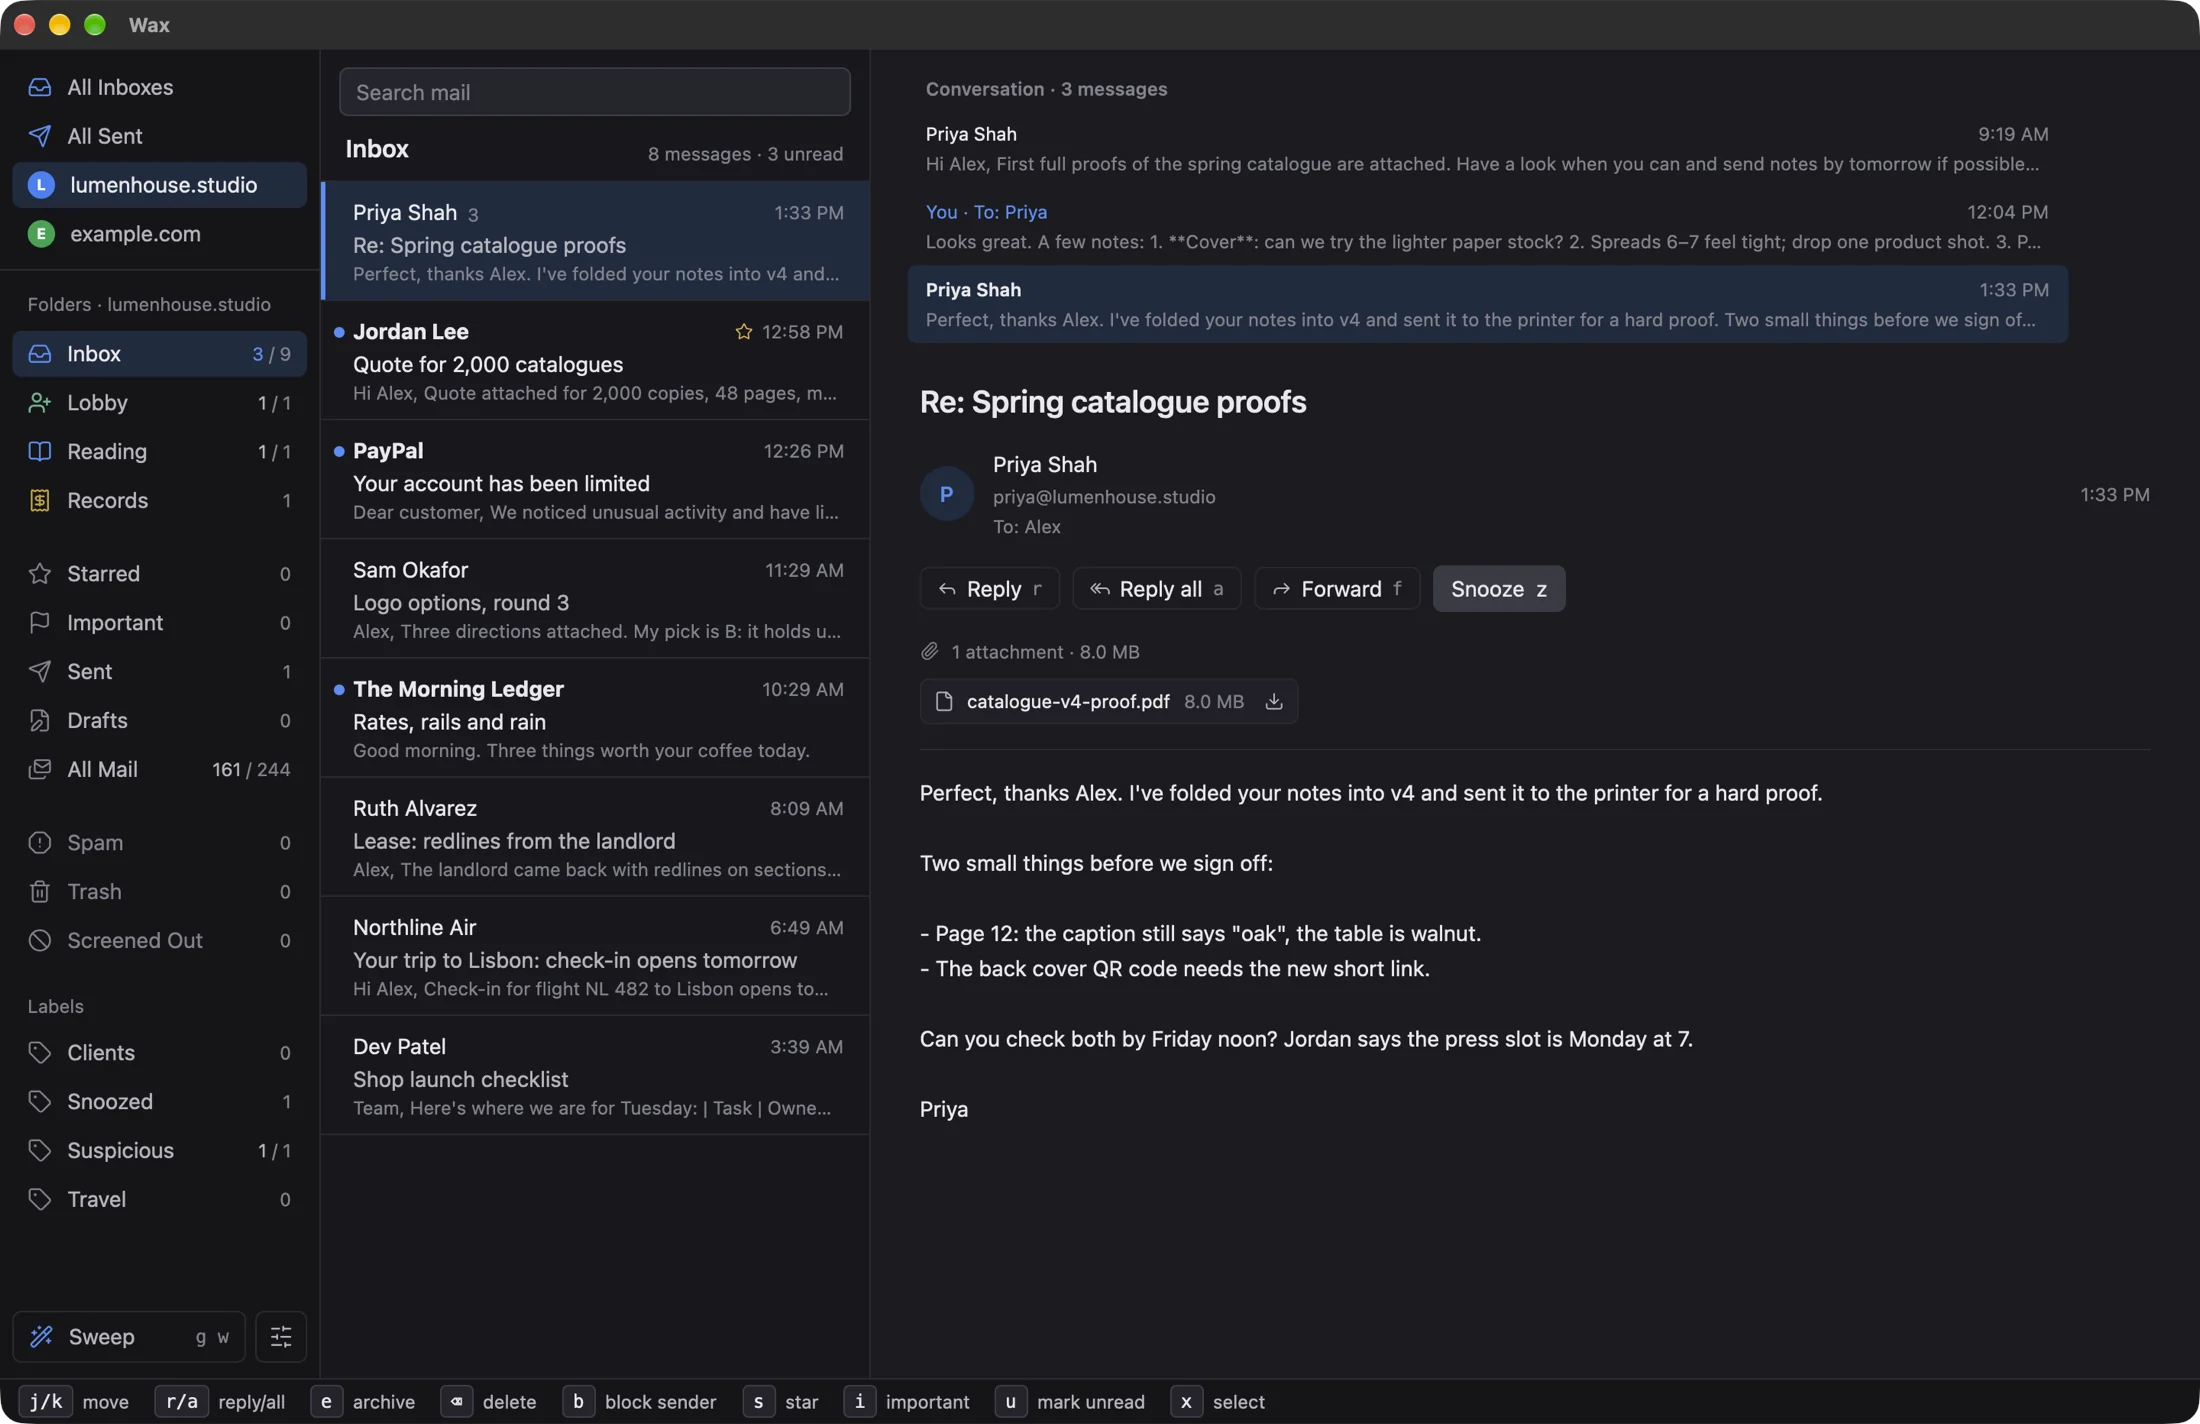 Wax
All Inboxes
All Sent
L lumenhouse.studio
E example.com
Folders · lumenhouse.studio
Inbox 3 / 9
Lobby 1 / 1
Reading 1 / 1
Records 1
Starred 0
Important 0
Sent 1
Drafts 0
All Mail 161 / 244
Spam 0
Trash 0
Screened Out 0
Labels
Clients 0
Snoozed 1
Suspicious 1 / 1
Travel 0
Sweep g w
Search mail
Inbox 8 messages · 3 unread
Priya Shah 3 1:33 PM
Re: Spring catalogue proofs
Perfect, thanks Alex. I've folded your notes into v4 and...
Jordan Lee 12:58 PM
Quote for 2,000 catalogues
Hi Alex, Quote attached for 2,000 copies, 48 pages, m...
PayPal 12:26 PM
Your account has been limited
Dear customer, We noticed unusual activity and have li...
Sam Okafor 11:29 AM
Logo options, round 3
Alex, Three directions attached. My pick is B: it holds u...
The Morning Ledger 10:29 AM
Rates, rails and rain
Good morning. Three things worth your coffee today.
Ruth Alvarez 8:09 AM
Lease: redlines from the landlord
Alex, The landlord came back with redlines on sections...
Northline Air 6:49 AM
Your trip to Lisbon: check-in opens tomorrow
Hi Alex, Check-in for flight NL 482 to Lisbon opens to...
Dev Patel 3:39 AM
Shop launch checklist
Team, Here's where we are for Tuesday: | Task | Owne...
Conversation · 3 messages
Priya Shah 9:19 AM
Hi Alex, First full proofs of the spring catalogue are attached. Have a look when you can and send notes by tomorrow if possible...
You · To: Priya 12:04 PM
Looks great. A few notes: 1. **Cover**: can we try the lighter paper stock? 2. Spreads 6–7 feel tight; drop one product shot. 3. P...
Priya Shah 1:33 PM
Perfect, thanks Alex. I've folded your notes into v4 and sent it to the printer for a hard proof. Two small things before we sign of...
Re: Spring catalogue proofs
P
Priya Shah
priya@lumenhouse.studio
1:33 PM
To: Alex
Reply r Reply all a Forward f Snooze z
1 attachment · 8.0 MB
catalogue-v4-proof.pdf 8.0 MB
Perfect, thanks Alex. I've folded your notes into v4 and sent it to the printer for a hard proof.
Two small things before we sign off:
- Page 12: the caption still says "oak", the table is walnut.
- The back cover QR code needs the new short link.
Can you check both by Friday noon? Jordan says the press slot is Monday at 7.
Priya
j/k move r/a reply/all e archive ⌫ delete b block sender s star i important u mark unread x select